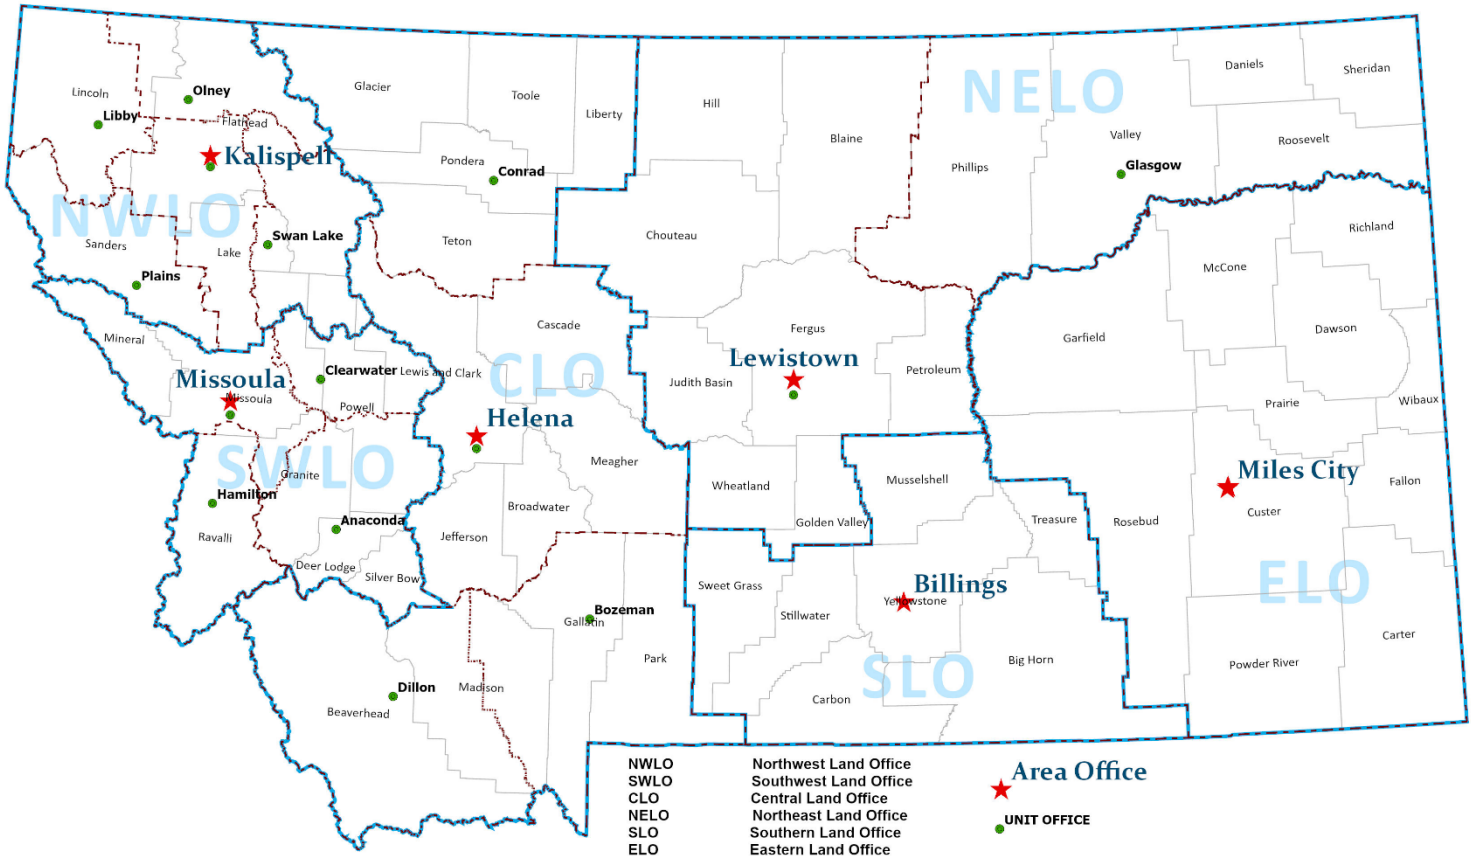 Daniels
Sheridan
Glacier
Toole
Liberty
Hill
Blaine
NELO
Lincoln
Olney
Libby
Flathead
Valley
Roosevelt
Kalispell
Pondera
Conrad
Phillips
Glasgow
NWLO
Sanders
Lake
Swan Lake
Teton
Chouteau
Richland
McCone
Plains
Mineral
Cascade
Fergus
Garfield
Dawson
Missoula
Missoula
Clearwater
Lewis and Clark
Powell
CLO
Lewistown
Judith Basin
Petroleum
Prairie
Wibaux
Helena
SWLO
Granite
Meagher
Wheatland
Musselshell
Miles City
Fallon
Hamilton
Anaconda
Broadwater
Golden Valley
Treasure
Rosebud
Custer
Ravalli
Jefferson
Deer Lodge
Silver Bow
Sweet Grass
Stillwater
Billings
Yellowstone
ELO
Bozeman
Gallatin
Park
Carter
Big Horn
Powder River
Dillon
Madison
Beaverhead
Carbon
SLO
NWLO Northwest Land Office
SWLO Southwest Land Office
CLO Central Land Office
NELO Northeast Land Office
SLO Southern Land Office
ELO Eastern Land Office
Area Office
UNIT OFFICE